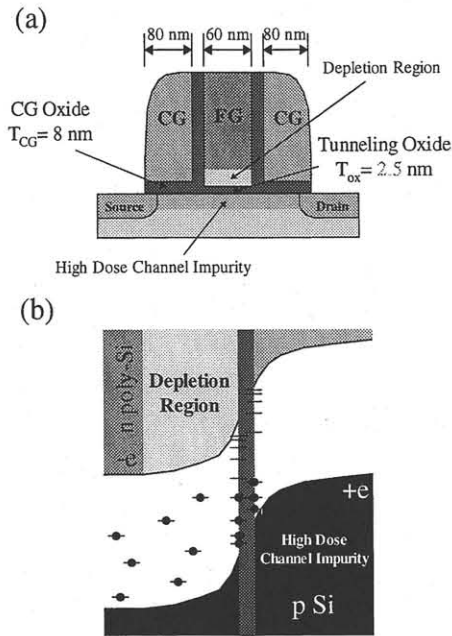 (a)
80 nm 60 nm 80 nm
Depletion Region
CG Oxide
T_CG= 8 nm
CG FG CG
Tunneling Oxide
T_ox= 2.5 nm
Source Drain
High Dose Channel Impurity
(b)
-e n poly-Si
Depletion
Region
+e
High Dose
Channel Impurity
p Si